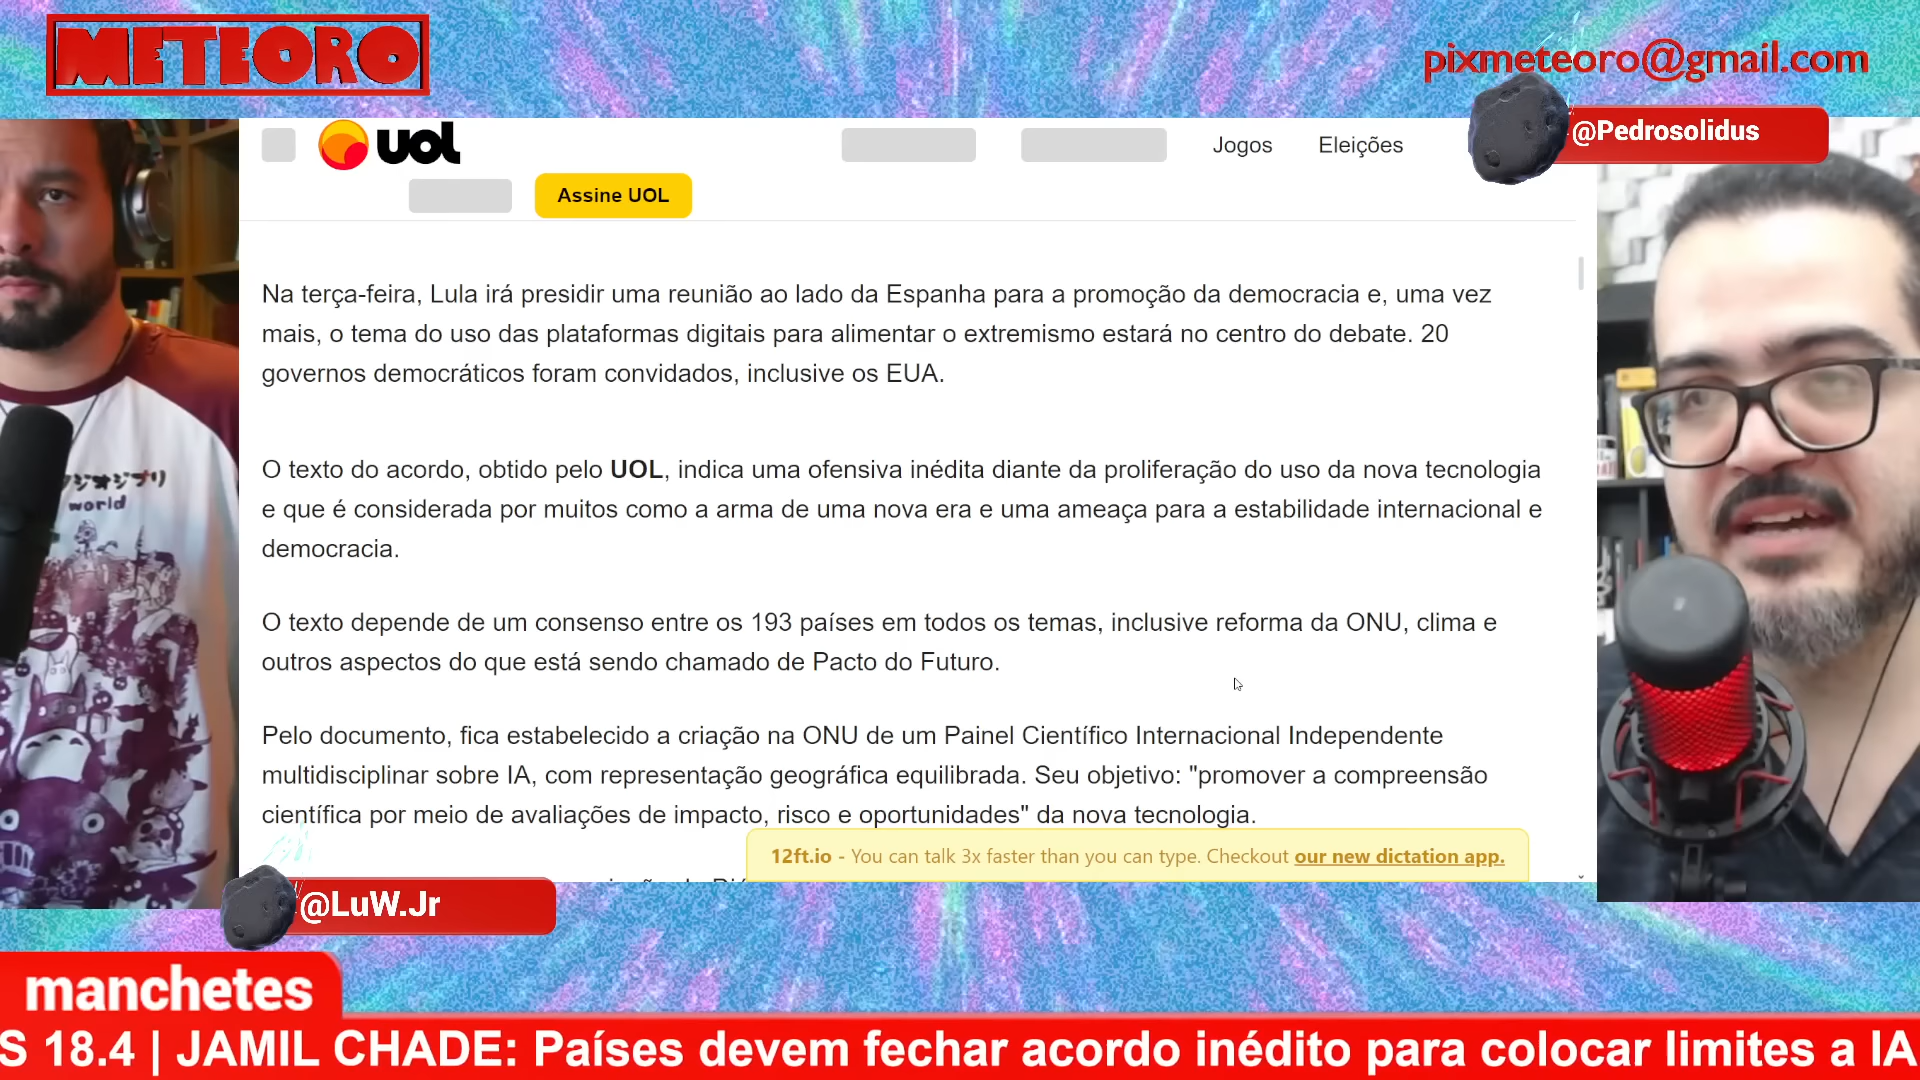 METEORO
pixmeteoro@gmail.com
@Pedrosolidus
UOL
Jogos
Eleições
Assine UOL
Na terça-feira, Lula irá presidir uma reunião ao lado da Espanha para a promoção da democracia e, uma vez
mais, o tema do uso das plataformas digitais para alimentar o extremismo estará no centro do debate. 20
governos democráticos foram convidados, inclusive os EUA.
O texto do acordo, obtido pelo UOL, indica uma ofensiva inédita diante da proliferação do uso da nova tecnologia
e que é considerada por muitos como a arma de uma nova era e uma ameaça para a estabilidade internacional e
democracia.
O texto depende de um consenso entre os 193 países em todos os temas, inclusive reforma da ONU, clima e
outros aspectos do que está sendo chamado de Pacto do Futuro.
Pelo documento, fica estabelecido a criação na ONU de um Painel Científico Internacional Independente
multidisciplinar sobre IA, com representação geográfica equilibrada. Seu objetivo: "promover a compreensão
científica por meio de avaliações de impacto, risco e oportunidades" da nova tecnologia.
12ft.io - You can talk 3x faster than you can type. Checkout our new dictation app.
world
@LuW.Jr
manchetes
S 18.4 | JAMIL CHADE: Países devem fechar acordo inédito para colocar limites a IA